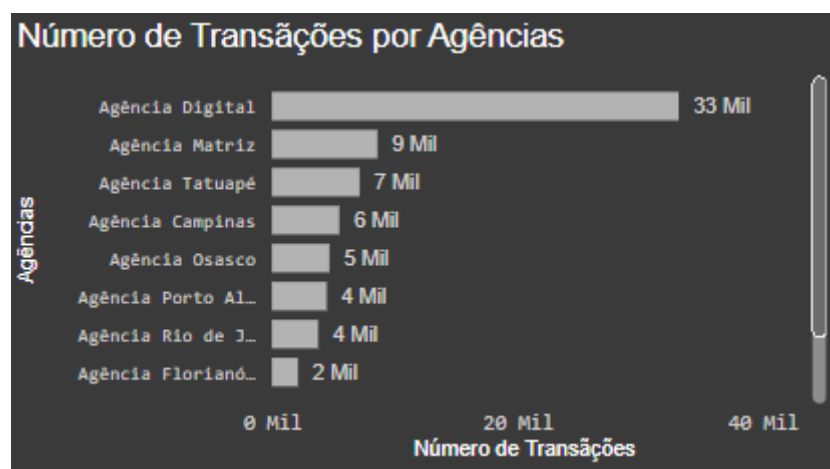 Número de Transãções por Agências
Agências
Agência Digital 33 Mil
Agência Matriz 9 Mil
Agência Tatuapé 7 Mil
Agência Campinas 6 Mil
Agência Osasco 5 Mil
Agência Porto Al… 4 Mil
Agência Rio de J… 4 Mil
Agência Florianó… 2 Mil
0 Mil 20 Mil 40 Mil
Número de Transãções